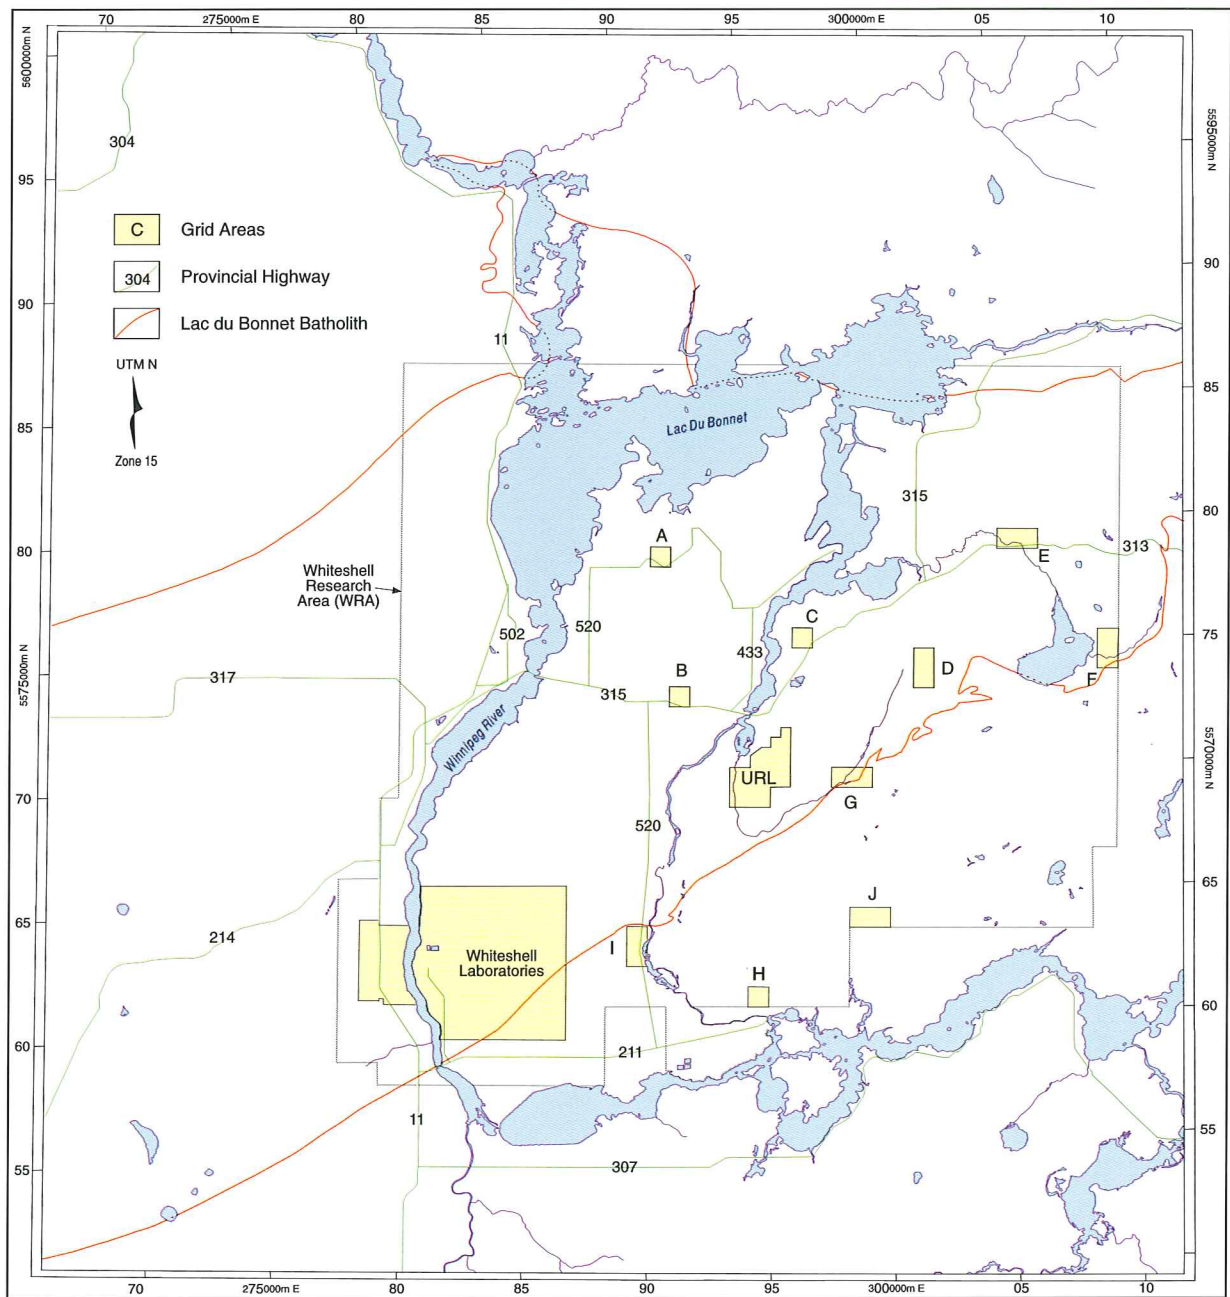 70 275000m E 80 85 90 95 300000m E 05 10
5600000m N
95
90
85
80
5575000m N
70
65
60
55
5595000m N
90
85
80
75
5570000m N
65
60
55
304
C Grid Areas
304 Provincial Highway
Lac du Bonnet Batholith
UTM N
Zone 15
11
Lac Du Bonnet
315
A
E
313
Whiteshell
Research
Area (WRA)
502
520
C
433
D
F
317
B
315
Winnipeg River
URL
G
520
J
214
Whiteshell
Laboratories
I
H
211
11
307
70 275000m E 80 85 90 95 300000m E 05 10